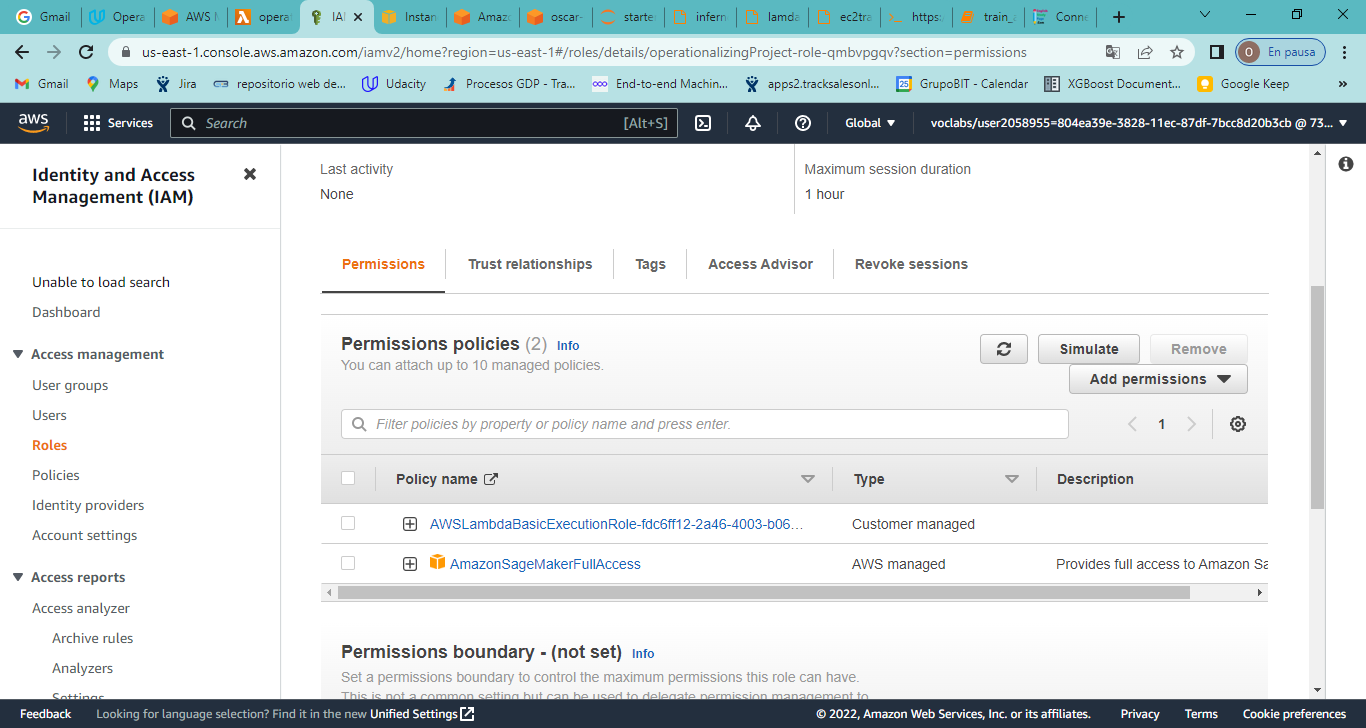 Gmail
Opera
AWS
operat
IAI
Instan
Amaz
oscar-
starte
infern
lamda
ec2tra
https:
train_
Conne
us-east-1.console.aws.amazon.com/iamv2/home?region=us-east-1#/roles/details/operationalizingProject-role-qmbvpgqv?section=permissions
O En pausa
Gmail
Maps
Jira
repositorio web de...
Udacity
Procesos GDP - Tra...
End-to-end Machin...
apps2.tracksalesonl...
GrupoBIT - Calendar
XGBoost Document...
Google Keep
»
aws
Services
Search
[Alt+S]
Global
voclabs/user2058955=804ea39e-3828-11ec-87df-7bcc8d20b3cb @ 73...
Identity and Access
Management (IAM)
Unable to load search
Dashboard
Access management
User groups
Users
Roles
Policies
Identity providers
Account settings
Access reports
Access analyzer
Archive rules
Analyzers
Settings
Last activity
None
Maximum session duration
1 hour
Permissions
Trust relationships
Tags
Access Advisor
Revoke sessions
Permissions policies (2) Info
You can attach up to 10 managed policies.
Simulate
Remove
Add permissions
Filter policies by property or policy name and press enter.
1
Policy name
Type
Description
AWSLambdaBasicExecutionRole-fdc6ff12-2a46-4003-b06...
Customer managed
AmazonSageMakerFullAccess
AWS managed
Provides full access to Amazon Sa
Permissions boundary - (not set) Info
Set a permissions boundary to control the maximum permissions this role can have.
This is not a common setting but can be used to delegate permission management to
Feedback
Looking for language selection? Find it in the new Unified Settings
© 2022, Amazon Web Services, Inc. or its affiliates.
Privacy
Terms
Cookie preferences